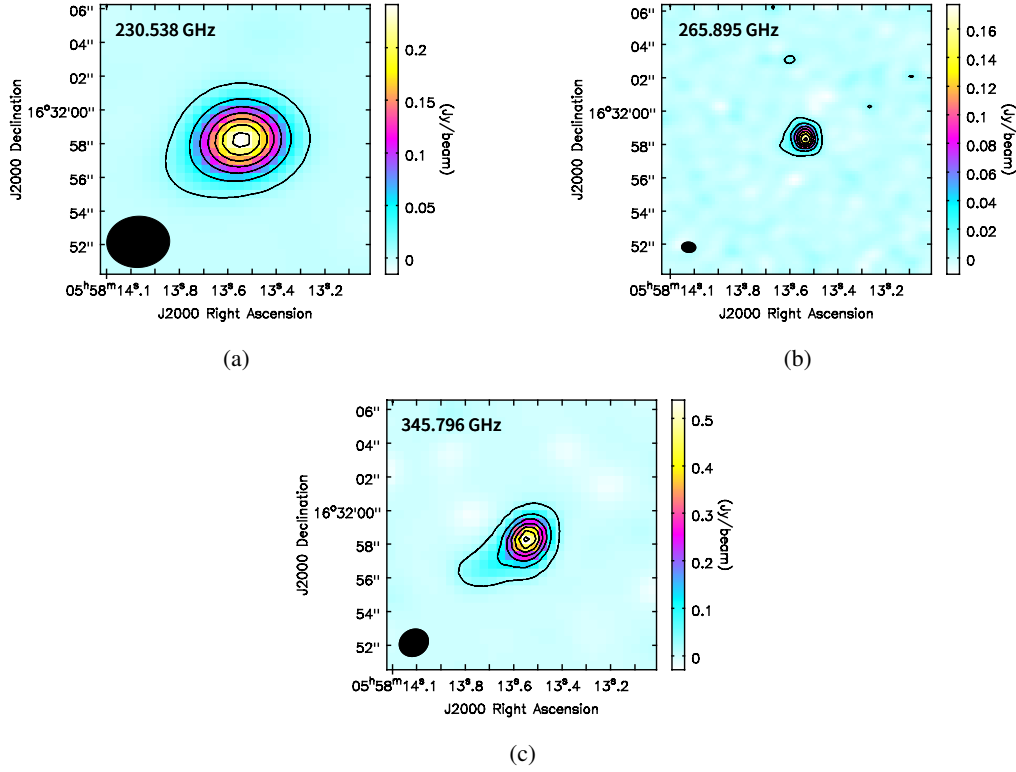 230.538 GHz
06''
04''
02''
16°32'00''
58''
56''
54''
52''
J2000 Declination
05ʰ58ᵐ14ˢ.1 13ˢ.8 13ˢ.6 13ˢ.4 13ˢ.2
J2000 Right Ascension
0.2
0.15
0.1
0.05
0
(Jy/beam)
(a)
265.895 GHz
06''
04''
02''
16°32'00''
58''
56''
54''
52''
J2000 Declination
05ʰ58ᵐ14ˢ.1 13ˢ.8 13ˢ.6 13ˢ.4 13ˢ.2
J2000 Right Ascension
0.16
0.14
0.12
0.1
0.08
0.06
0.04
0.02
0
(Jy/beam)
(b)
345.796 GHz
06''
04''
02''
16°32'00''
58''
56''
54''
52''
J2000 Declination
05ʰ58ᵐ14ˢ.1 13ˢ.8 13ˢ.6 13ˢ.4 13ˢ.2
J2000 Right Ascension
0.5
0.4
0.3
0.2
0.1
0
(Jy/beam)
(c)